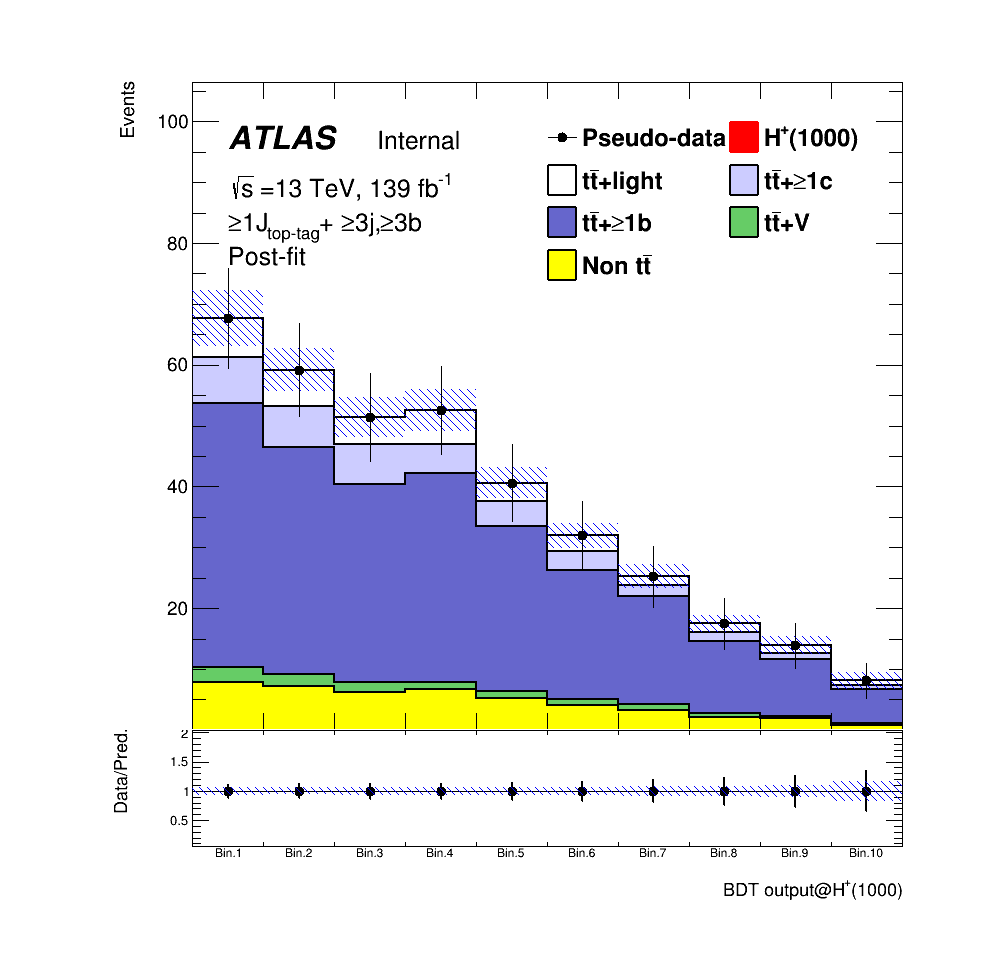 Events
100
80
60
40
20
ATLAS Internal
√s =13 TeV, 139 fb⁻¹
≥1J_top-tag+ ≥3j,≥3b
Post-fit
Pseudo-data H⁺(1000)
tt̄+light tt̄+≥1c
tt̄+≥1b tt̄+V
Non tt̄
Data/Pred.
2
1.5
1
0.5
Bin.1 Bin.2 Bin.3 Bin.4 Bin.5 Bin.6 Bin.7 Bin.8 Bin.9 Bin.10
BDT output@H⁺(1000)